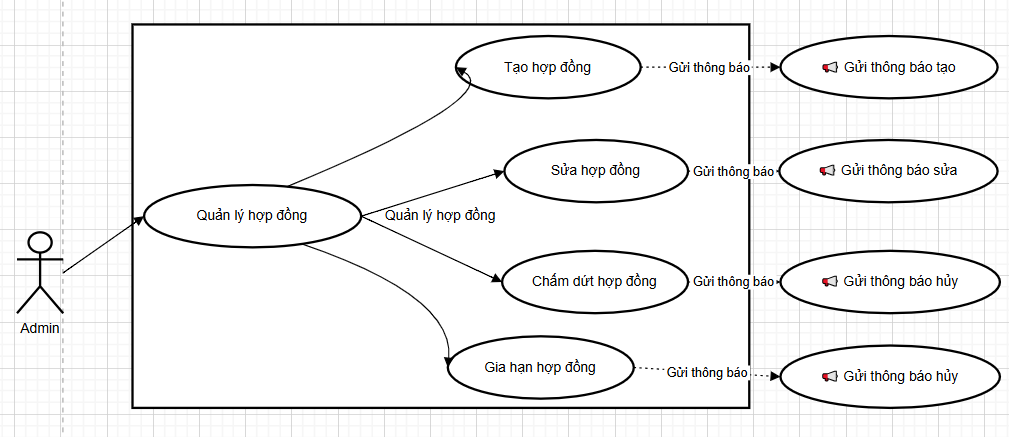 Tạo hợp đồng
Gửi thông báo
Gửi thông báo tạo
Sửa hợp đồng
Gửi thông báo
Gửi thông báo sửa
Quản lý hợp đồng
Quản lý hợp đồng
Chấm dứt hợp đồng
Gửi thông báo
Gửi thông báo hủy
Admin
Gia hạn hợp đồng
Gửi thông báo
Gửi thông báo hủy